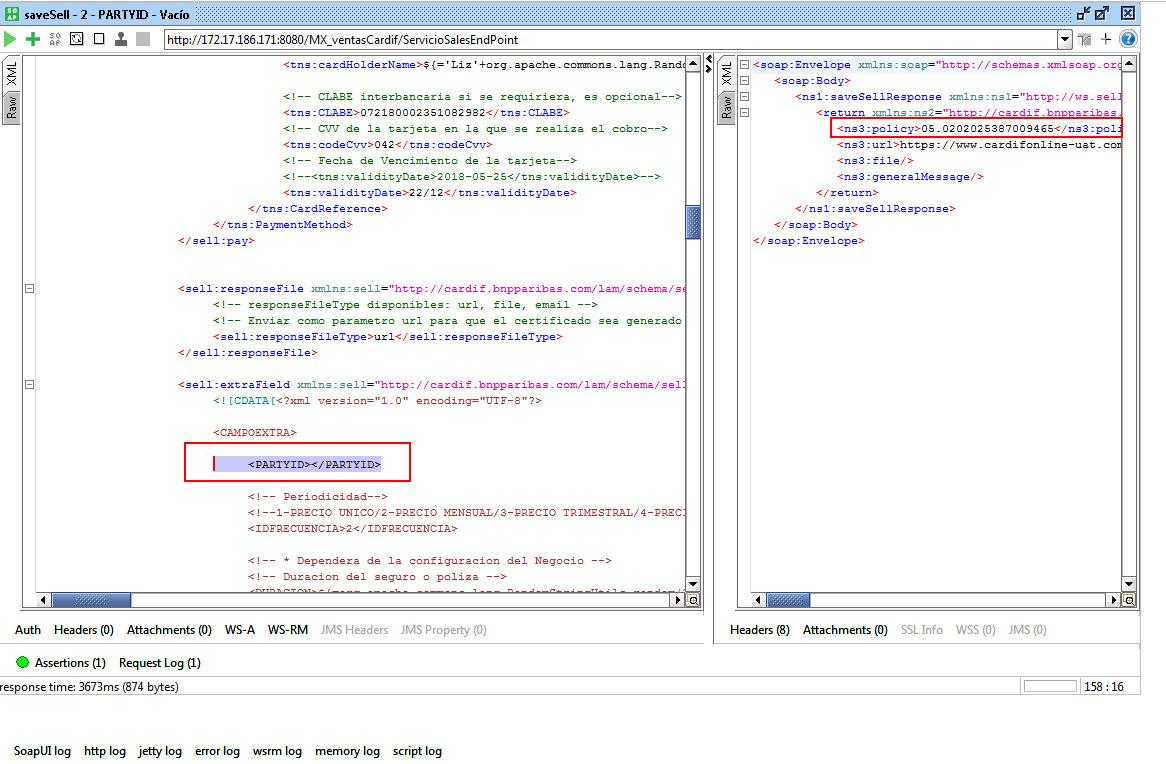 saveSell - 2 - PARTYID - Vacío
http://172.17.186.171:8080/MX_ventasCardif/ServicioSalesEndPoint
XML
Raw
<tns:cardHolderName>${='Liz'+org.apache.commons.lang.Rando
<!-- CLABE interbancaria si se requiriera, es opcional-->
<tns:CLABE>072180002351082982</tns:CLABE>
<!-- CVV de la tarjeta en la que se realiza el cobro-->
<tns:codeCvv>042</tns:codeCvv>
<!-- Fecha de Vencimiento de la tarjeta-->
<!--<tns:validityDate>2018-05-25</tns:validityDate>-->
<tns:validityDate>22/12</tns:validityDate>
</tns:CardReference>
</tns:PaymentMethod>
</sell:pay>
<sell:responseFile xmlns:sell="http://cardif.bnpparibas.com/lam/schema/se
<!-- responseFileType disponibles: url, file, email -->
<!-- Enviar como parametro url para que el certificado sea generado
<sell:responseFileType>url</sell:responseFileType>
</sell:responseFile>
<sell:extraField xmlns:sell="http://cardif.bnpparibas.com/lam/schema/sell
<![CDATA[<?xml version="1.0" encoding="UTF-8"?>
<CAMPOEXTRA>
<PARTYID></PARTYID>
<!-- Periodicidad-->
<!--1-PRECIO UNICO/2-PRECIO MENSUAL/3-PRECIO TRIMESTRAL/4-PRECI
<IDFRECUENCIA>2</IDFRECUENCIA>
<!-- * Dependera de la configuracion del Negocio -->
<!-- Duracion del seguro o poliza -->
XML
Raw
<soap:Envelope xmlns:soap="http://schemas.xmlsoap.org
<soap:Body>
<ns1:saveSellResponse xmlns:ns1="http://ws.sell
<return xmlns:ns2="http://cardif.bnpparibas.
<ns3:policy>05.0202025387009465</ns3:poli
<ns3:url>https://www.cardifonline-uat.com
<ns3:file/>
<ns3:generalMessage/>
</return>
</ns1:saveSellResponse>
</soap:Body>
</soap:Envelope>
Auth Headers (0) Attachments (0) WS-A WS-RM JMS Headers JMS Property (0)
Headers (8) Attachments (0) SSL Info WSS (0) JMS (0)
Assertions (1) Request Log (1)
response time: 3673ms (874 bytes)
158 : 16
SoapUI log http log jetty log error log wsrm log memory log script log